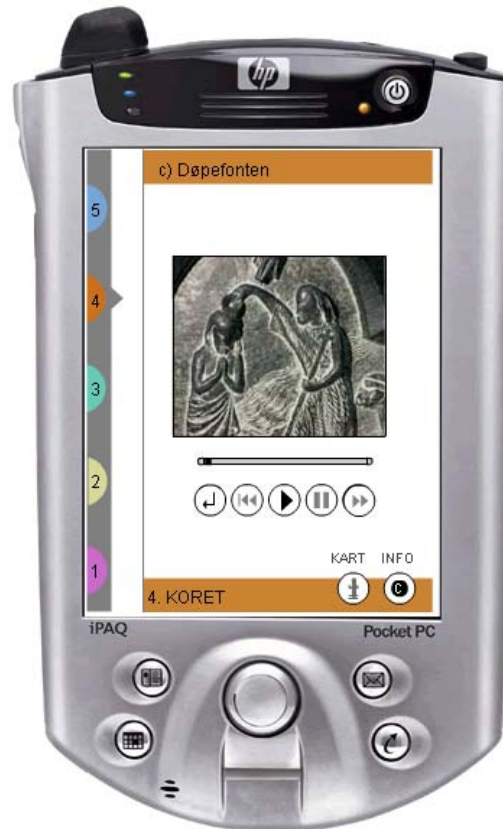 hp
c) Døpefonten
5
4
3
2
1
KART INFO
C
4. KORET
iPAQ Pocket PC